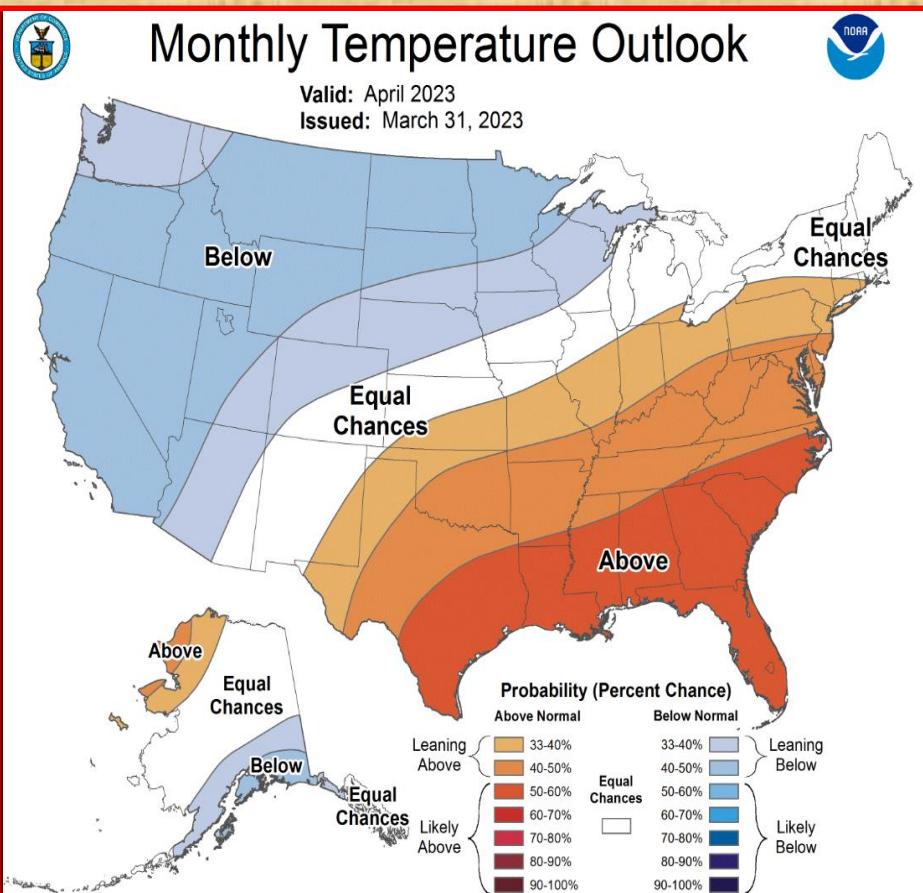 Monthly Temperature Outlook
NOAA
Valid: April 2023
Issued: March 31, 2023
Below
Equal
Chances
Equal
Chances
Above
Above
Equal
Chances
Below
Equal
Chances
Probability (Percent Chance)
Above Normal
Below Normal
Leaning
Above
33-40%
40-50%
Likely
Above
50-60%
60-70%
70-80%
80-90%
90-100%
Equal
Chances
33-40%
40-50%
Leaning
Below
50-60%
60-70%
70-80%
80-90%
90-100%
Likely
Below